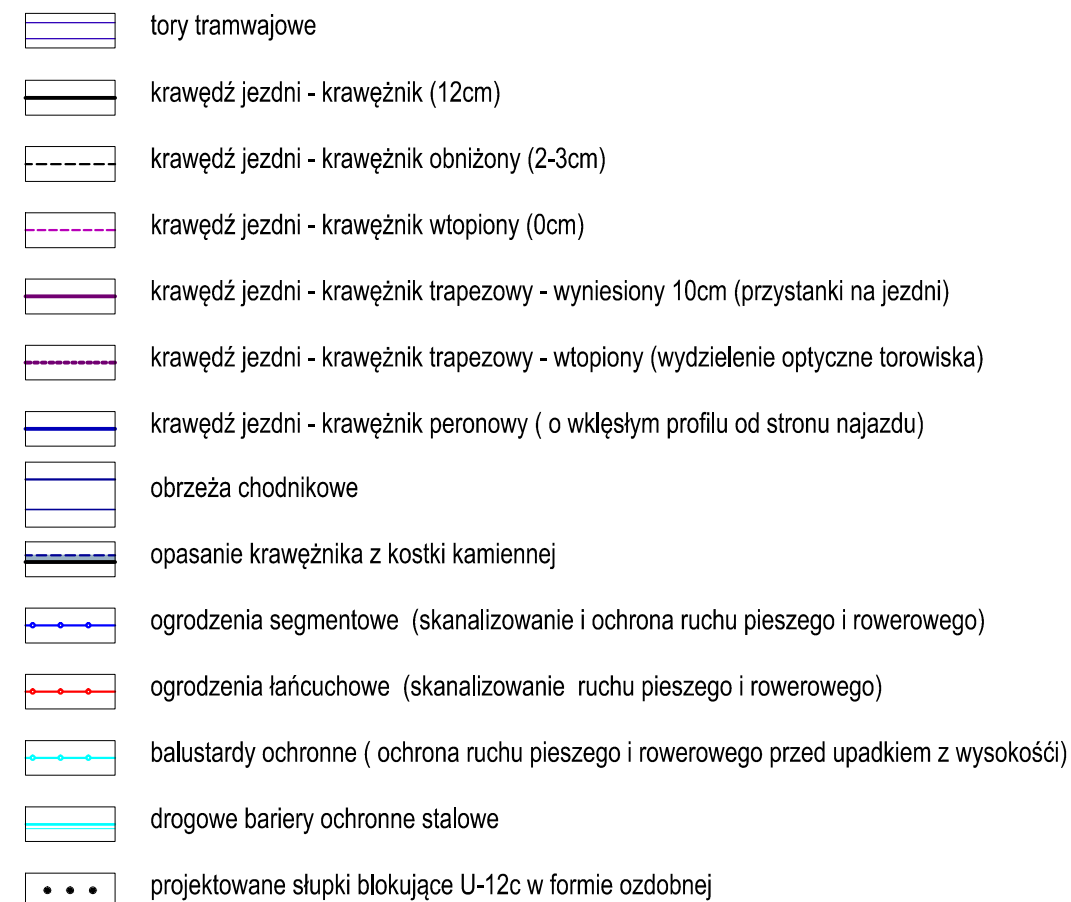 tory tramwajowe
krawędź jezdni - krawężnik (12cm)
krawędź jezdni - krawężnik obniżony (2-3cm)
krawędź jezdni - krawężnik wtopiony (0cm)
krawędź jezdni - krawężnik trapezowy - wyniesiony 10cm (przystanki na jezdni)
krawędź jezdni - krawężnik trapezowy - wtopiony (wydzielenie optyczne torowiska)
krawędź jezdni - krawężnik peronowy ( o wklęsłym profilu od stronu najazdu)
obrzeża chodnikowe
opasanie krawężnika z kostki kamiennej
ogrodzenia segmentowe (skanalizowanie i ochrona ruchu pieszego i rowerowego)
ogrodzenia łańcuchowe (skanalizowanie ruchu pieszego i rowerowego)
balustardy ochronne ( ochrona ruchu pieszego i rowerowego przed upadkiem z wysokośći)
drogowe bariery ochronne stalowe
projektowane słupki blokujące U-12c w formie ozdobnej